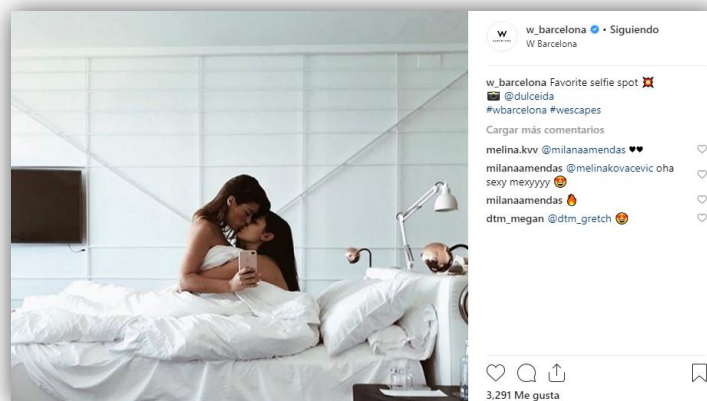 W
w_barcelona • Siguiendo
W Barcelona
w_barcelona Favorite selfie spot 💥
📸 @dulceida
#wbarcelona #wescapes
Cargar más comentarios
melina.kvv @milanaamendas ♥♥
milanaamendas @melinakovacevic oha
sexy mexyyyy 😍
milanaamendas 🔥
dtm_megan @dtm_gretch 😍
3,291 Me gusta